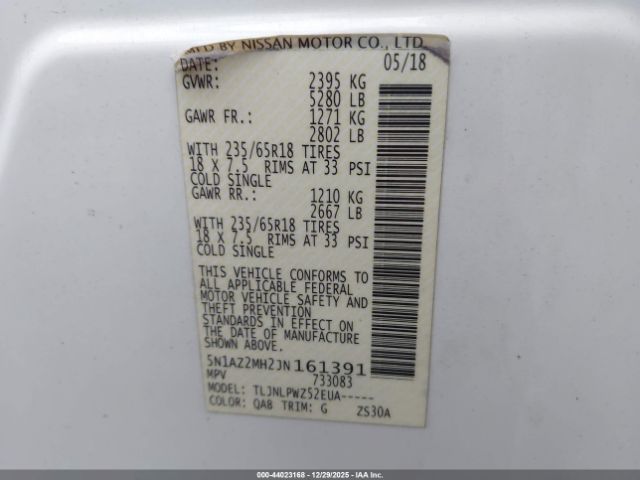 MFD BY NISSAN MOTOR CO., LTD
DATE: 05/18
GVWR: 2395 KG
5280 LB
GAWR FR.: 1271 KG
2802 LB
WITH 235/65R18 TIRES
18 X 7.5 RIMS AT 33 PSI
COLD SINGLE
GAWR RR.: 1210 KG
2667 LB
WITH 235/65R18 TIRES
18 X 7.5 RIMS AT 33 PSI
COLD SINGLE
THIS VEHICLE CONFORMS TO
ALL APPLICABLE FEDERAL
MOTOR VEHICLE SAFETY AND
THEFT PREVENTION
STANDARDS IN EFFECT ON
THE DATE OF MANUFACTURE
SHOWN ABOVE.
5N1AZ2MH2JN161391
MPV 733083
MODEL: TLJNLPWZ52EUA-----
COLOR: QAB TRIM: G ZS30A
000-44023168 • 12/29/2025 - IAAI.COM